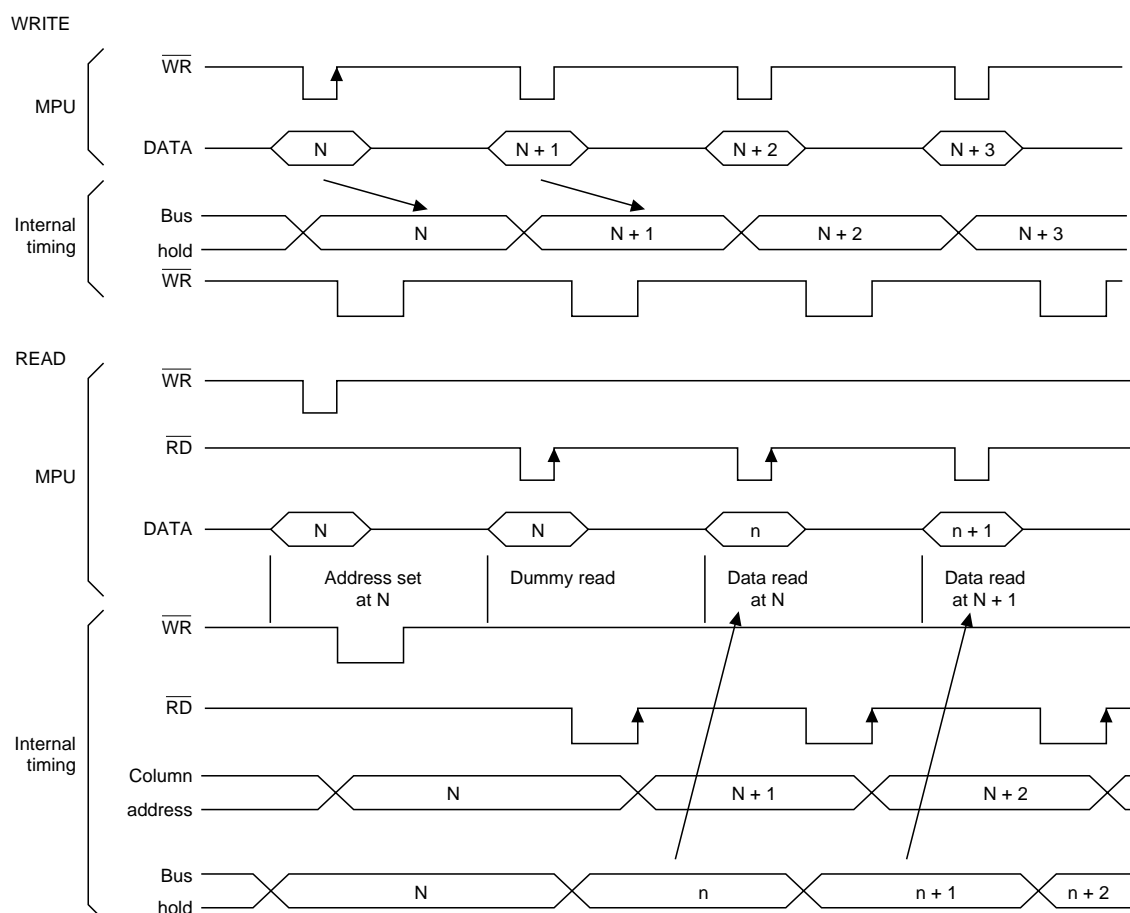 WRITE
WR
MPU
DATA N N + 1 N + 2 N + 3
Internal
timing
Bus
hold
N N + 1 N + 2 N + 3
WR
READ
WR
RD
MPU
DATA N N n n + 1
Address set
at N
Dummy read
Data read
at N
Data read
at N + 1
WR
RD
Internal
timing
Column
address
N N + 1 N + 2
Bus
hold
N n n + 1 n + 2